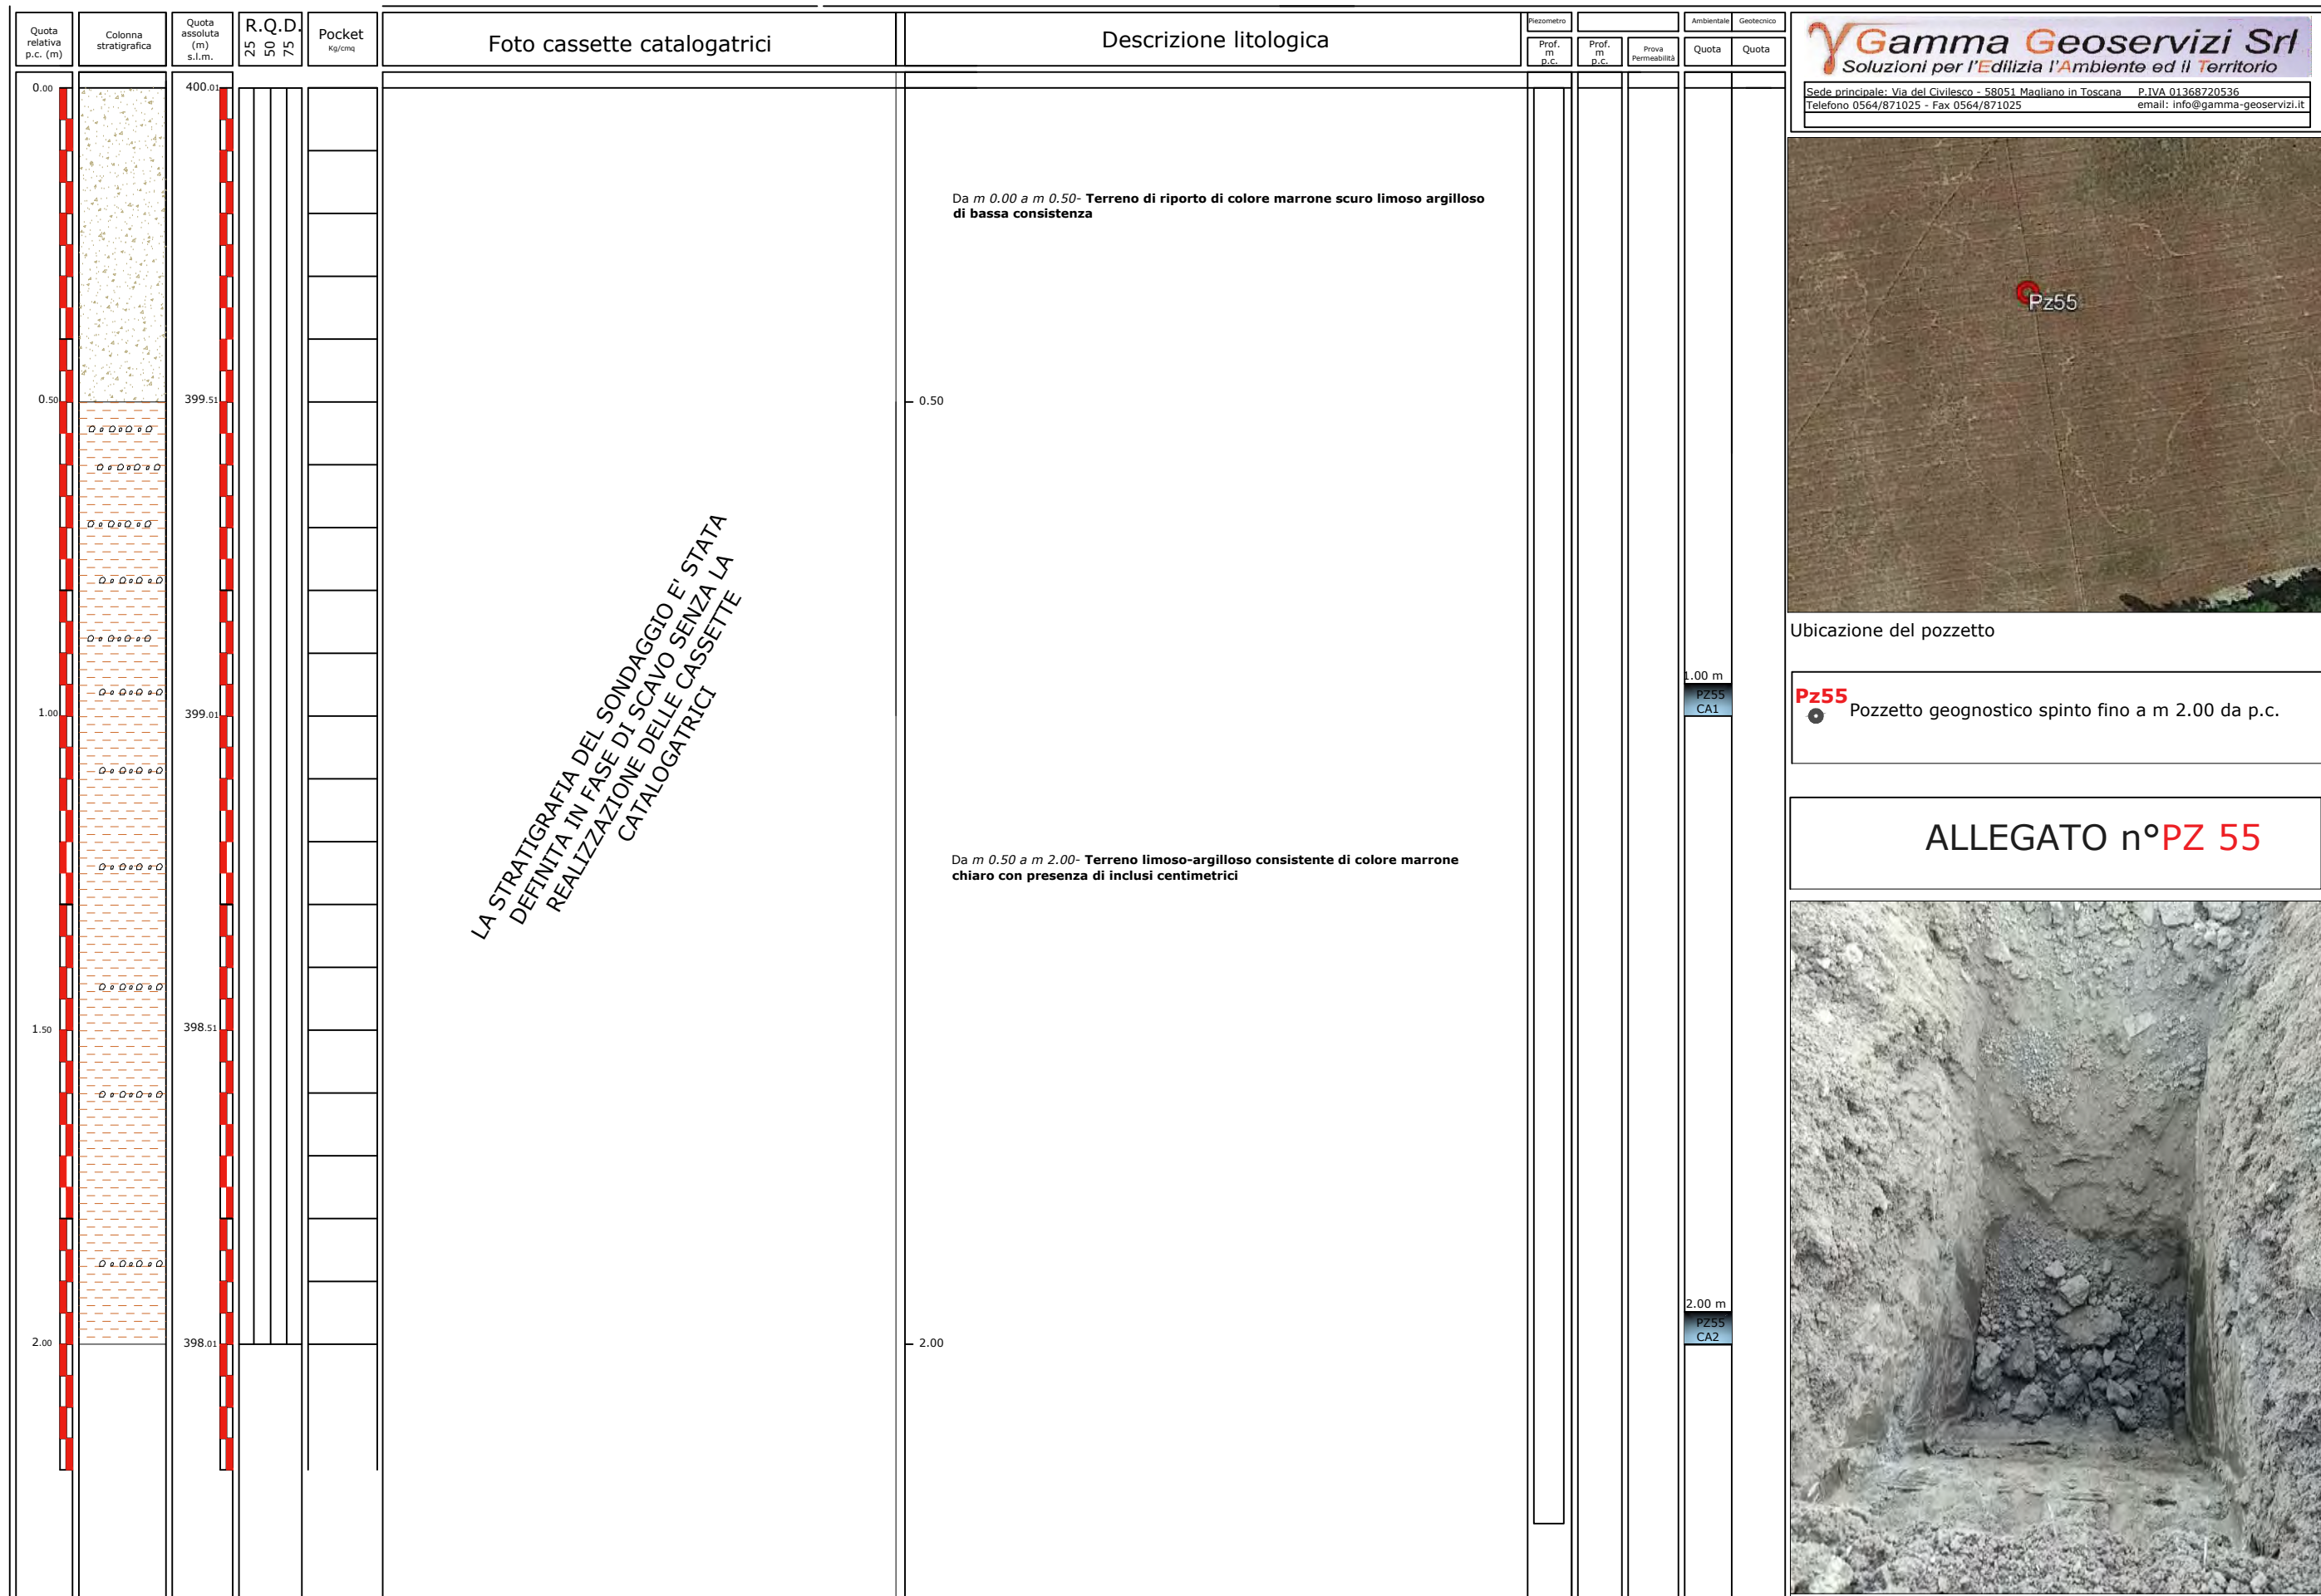 Quota
relativa
p.c. (m)
Colonna
stratigrafica
Quota
assoluta
(m)
s.l.m.
R.Q.D.
25
50
75
Pocket
Kg/cmq
Foto cassette catalogatrici
Descrizione litologica
Piezometro
Prof.
m
p.c.
Prof.
m
p.c.
Prova
Permeabilità
Ambientale
Quota
Geotecnico
Quota
γ Gamma Geoservizi Srl
Soluzioni per l'Edilizia l'Ambiente ed il Territorio
Sede principale: Via del Civilesco - 58051 Magliano in Toscana P.IVA 01368720536
Telefono 0564/871025 - Fax 0564/871025 email: info@gamma-geoservizi.it
0.00
400.01
Da m 0.00 a m 0.50- Terreno di riporto di colore marrone scuro limoso argilloso
di bassa consistenza
Pz55
0.50
399.51
0.50
LA STRATIGRAFIA DEL SONDAGGIO E' STATA
DEFINITA IN FASE DI SCAVO SENZA LA
REALIZZAZIONE DELLE CASSETTE
CATALOGATRICI
Ubicazione del pozzetto
1.00
399.01
1.00 m
PZ55
CA1
Pz55
Pozzetto geognostico spinto fino a m 2.00 da p.c.
ALLEGATO n°PZ 55
Da m 0.50 a m 2.00- Terreno limoso-argilloso consistente di colore marrone
chiaro con presenza di inclusi centimetrici
1.50
398.51
2.00 m
PZ55
CA2
2.00
398.01
2.00